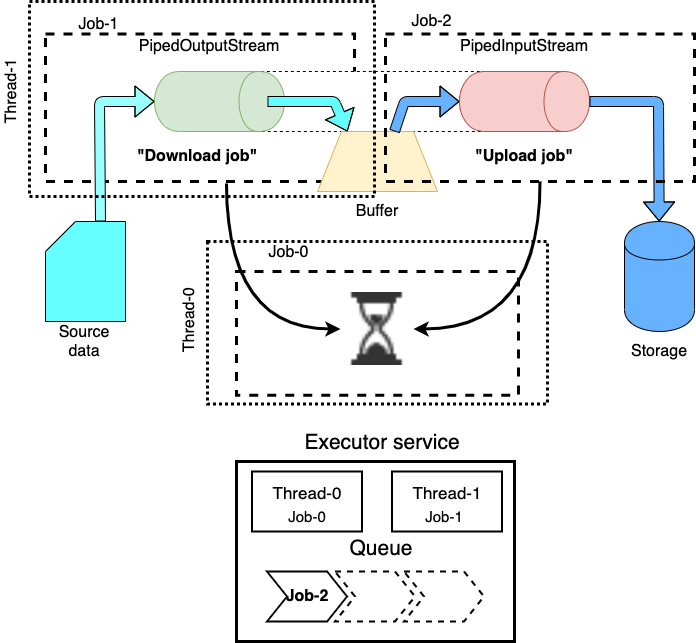 Job-1
Job-2
Thread-1
PipedOutputStream
PipedInputStream
"Download job"
"Upload job"
Buffer
Job-0
Thread-0
Source
data
Storage
Executor service
Thread-0
Job-0
Thread-1
Job-1
Queue
Job-2